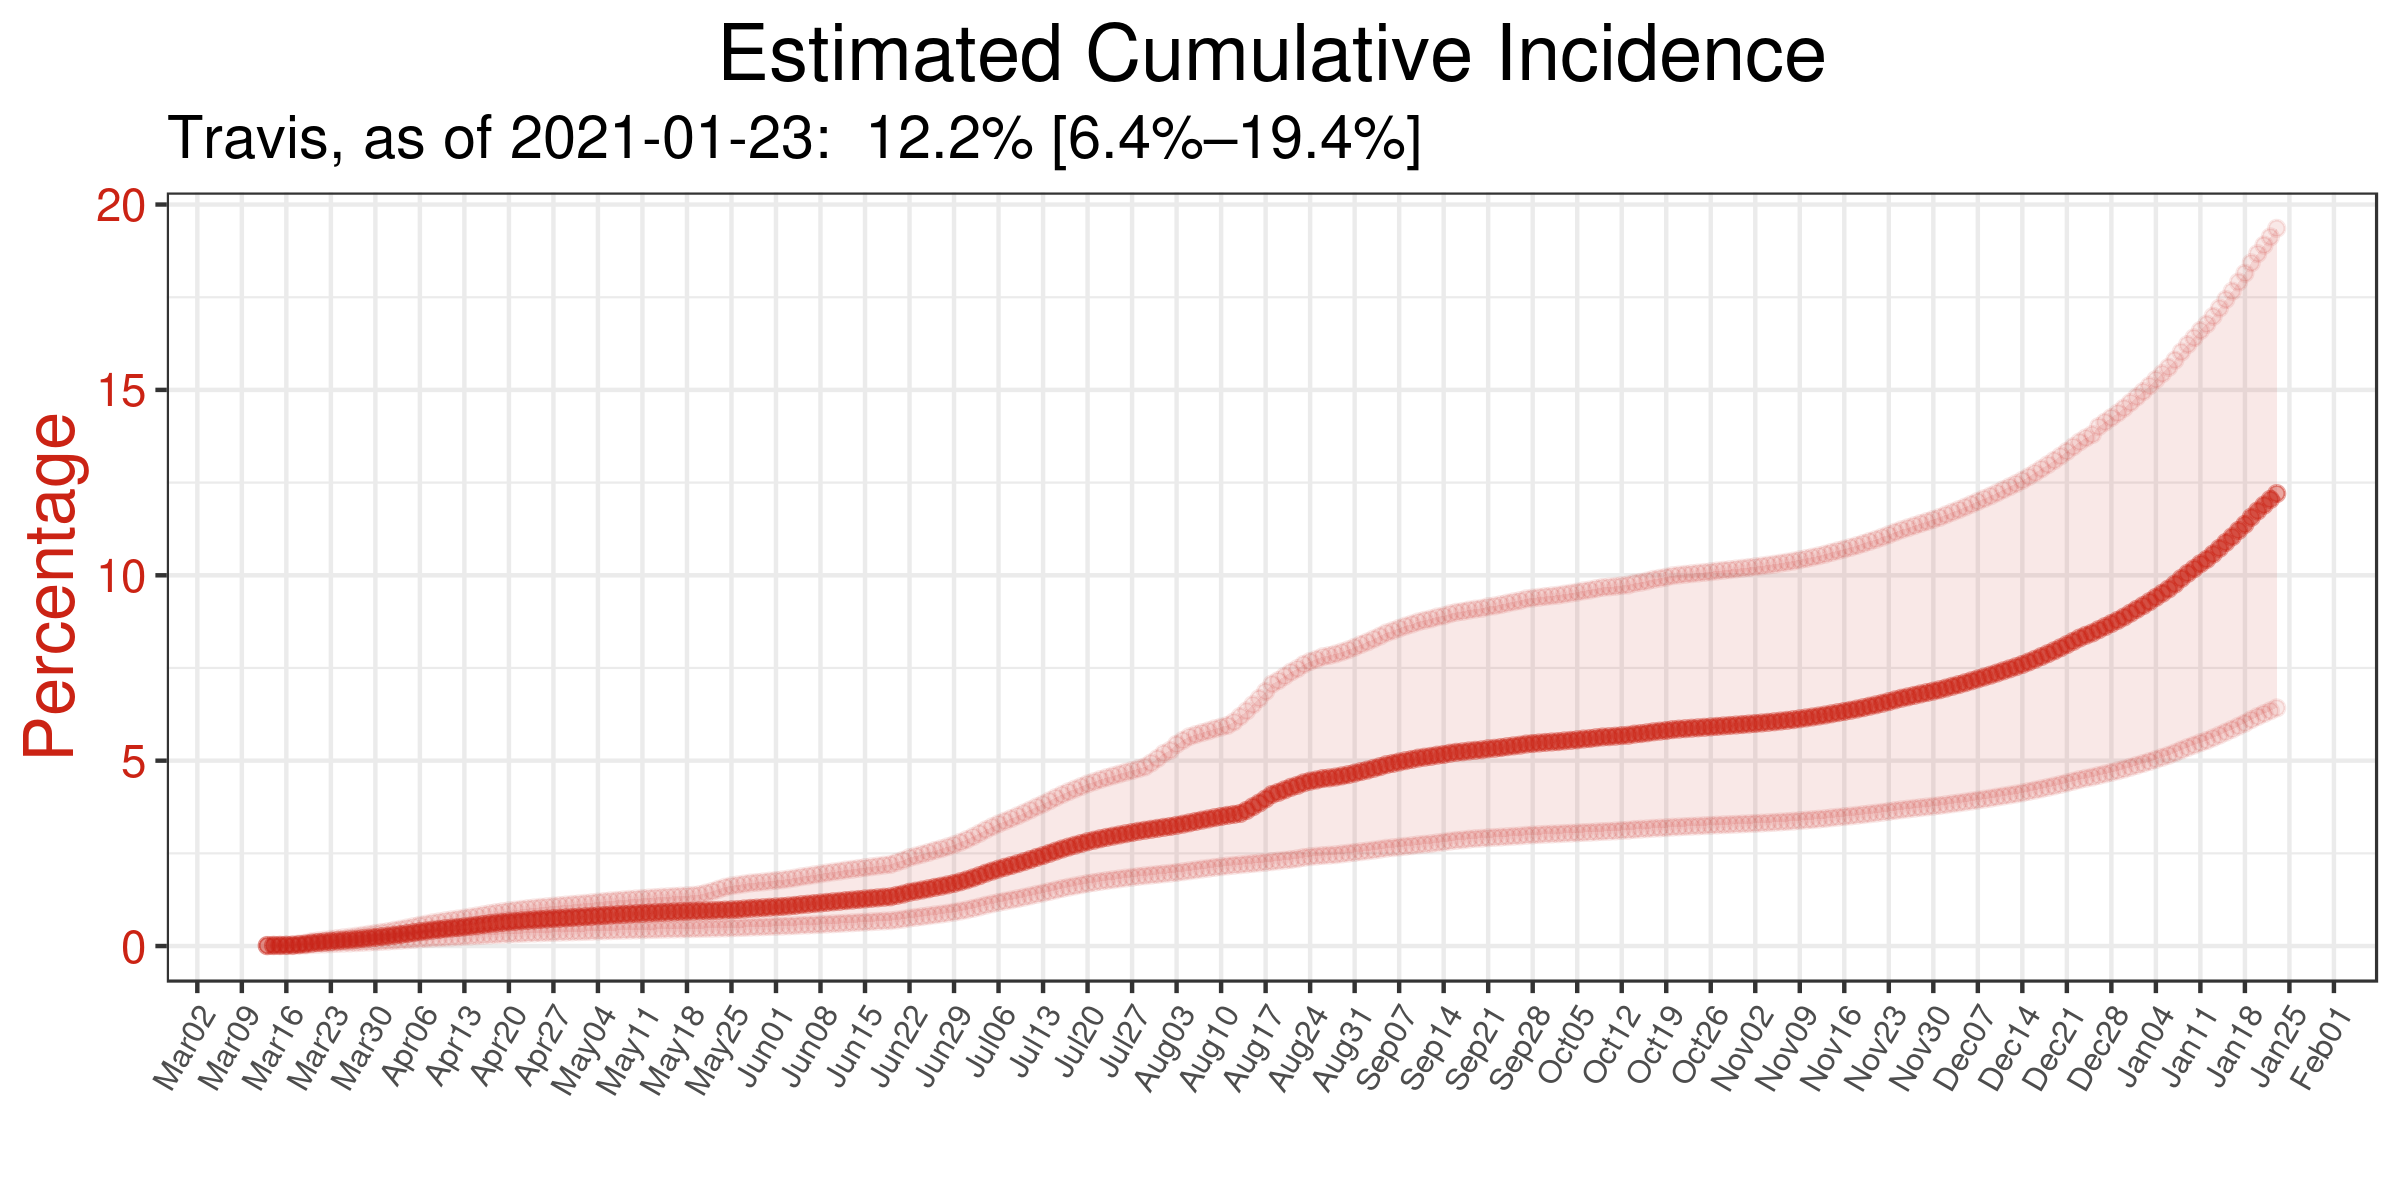 Estimated Cumulative Incidence
Travis, as of 2021-01-23:  12.2% [6.4%–19.4%]
Percentage
20
15
10
5
0
Mar02
Mar09
Mar16
Mar23
Mar30
Apr06
Apr13
Apr20
Apr27
May04
May11
May18
May25
Jun01
Jun08
Jun15
Jun22
Jun29
Jul06
Jul13
Jul20
Jul27
Aug03
Aug10
Aug17
Aug24
Aug31
Sep07
Sep14
Sep21
Sep28
Oct05
Oct12
Oct19
Oct26
Nov02
Nov09
Nov16
Nov23
Nov30
Dec07
Dec14
Dec21
Dec28
Jan04
Jan11
Jan18
Jan25
Feb01